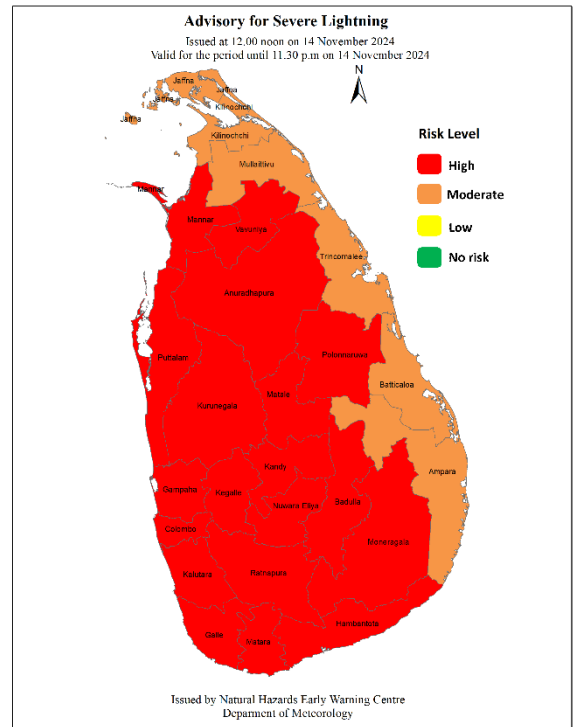 Advisory for Severe Lightning
Issued at 12.00 noon on 14 November 2024
Valid for the period until 11.30 p.m on 14 November 2024
N
Risk Level
High
Moderate
Low
No risk
Jaffna
Jaffna
Jaffna
Jaffna
Kilinochchi
Kilinochchi
Mullaittivu
Mannar
Mannar
Vavuniya
Trincomalee
Anuradhapura
Polonnaruwa
Puttalam
Batticaloa
Matale
Kurunegala
Kandy
Ampara
Gampaha
Kegalle
Nuwara Eliya
Badulla
Colombo
Moneragala
Kalutara
Ratnapura
Hambantota
Galle
Matara
Issued by Natural Hazards Early Warning Centre
Deparment of Meteorology